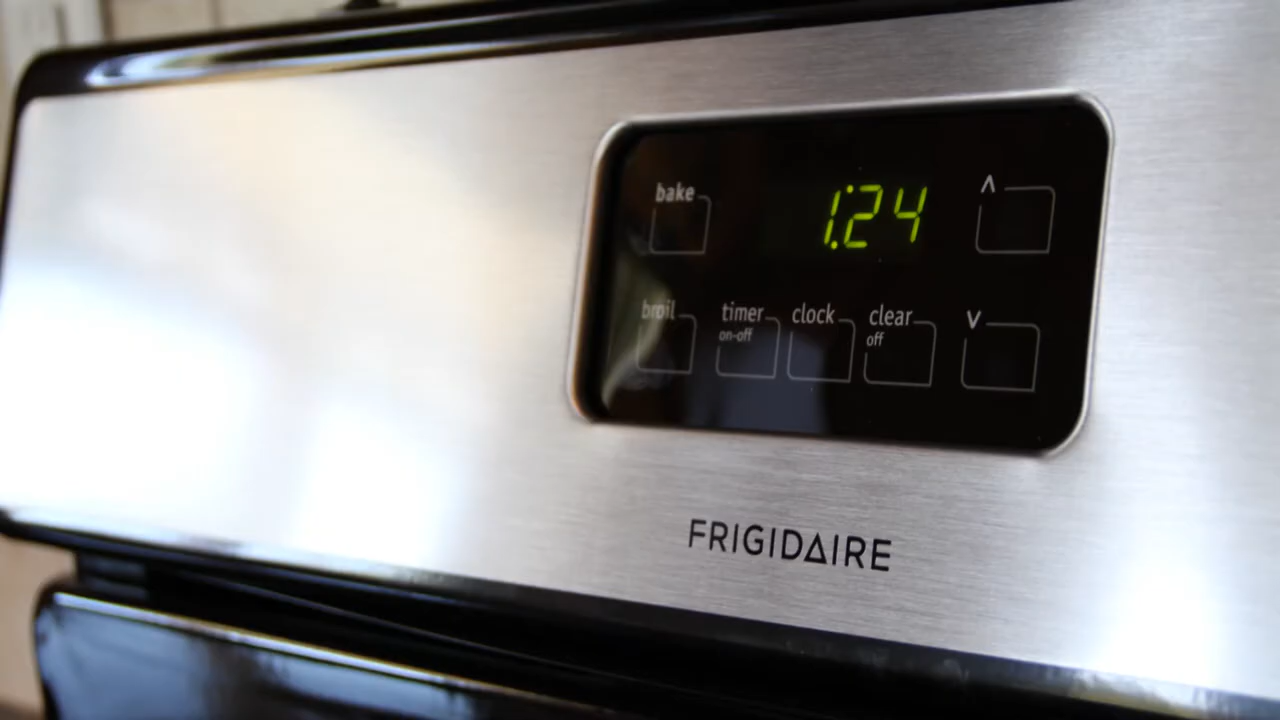 bake
1:24
^
broil
timer
on-off
clock
clear
off
v
FRIGIDAIRE